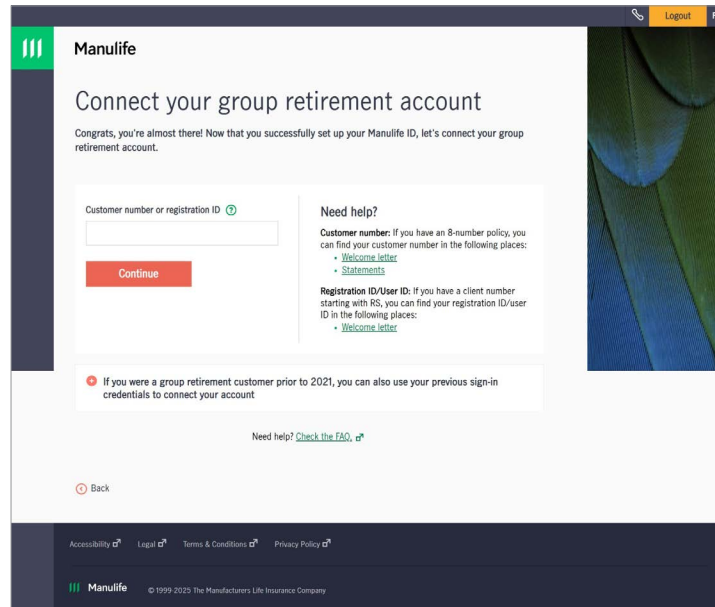 Logout
Manulife
Connect your group retirement account
Congrats, you're almost there! Now that you successfully set up your Manulife ID, let's connect your group
retirement account.
Customer number or registration ID
Continue
Need help?
Customer number: If you have an 8-number policy, you
can find your customer number in the following places:
• Welcome letter
• Statements
Registration ID/User ID: If you have a client number
starting with RS, you can find your registration ID/user
ID in the following places:
• Welcome letter
If you were a group retirement customer prior to 2021, you can also use your previous sign-in
credentials to connect your account
Need help? Check the FAQ.
Back
Accessibility Legal Terms & Conditions Privacy Policy
Manulife © 1999-2025 The Manufacturers Life Insurance Company